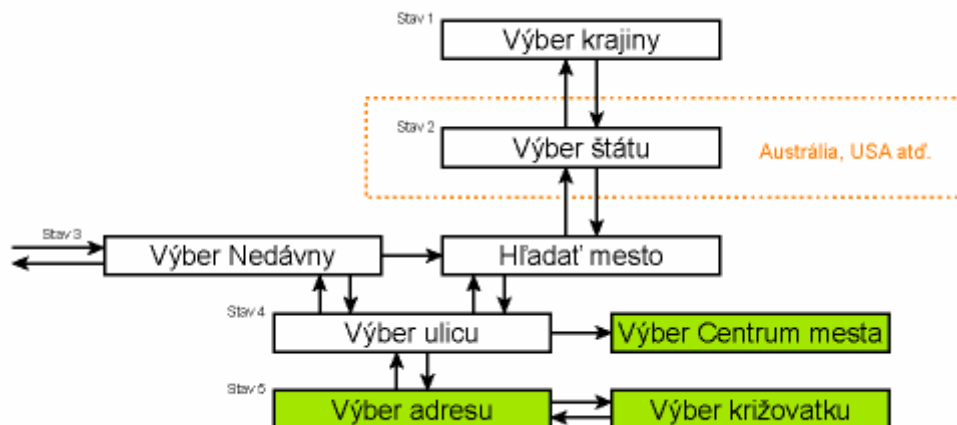 Stav 1
Výber krajiny
Stav 2
Výber štátu
Austrália, USA atď.
Stav 3
Výber Nedávny
Hľadať mesto
Stav 4
Výber ulicu
Výber Centrum mesta
Stav 5
Výber adresu
Výber križovatku